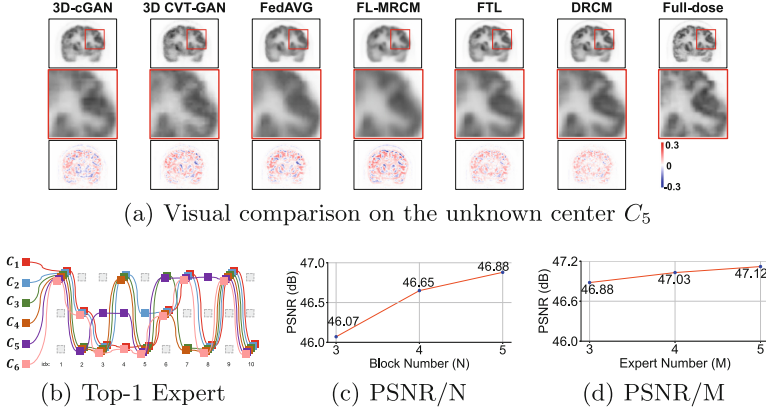 3D-cGAN 3D CVT-GAN FedAVG FL-MRCM FTL DRCM Full-dose
0.3
0
-0.3
(a) Visual comparison on the unknown center C5
C1
C2
C3
C4
C5
C6
idx: 1 2 3 4 5 6 7 8 9 10
(b) Top-1 Expert
PSNR (dB)
47.0
46.5
46.0
46.07
46.65
46.88
3 4 5
Block Number (N)
(c) PSNR/N
PSNR (dB)
47.2
46.6
46.0
46.88
47.03
47.12
3 4 5
Expert Number (M)
(d) PSNR/M